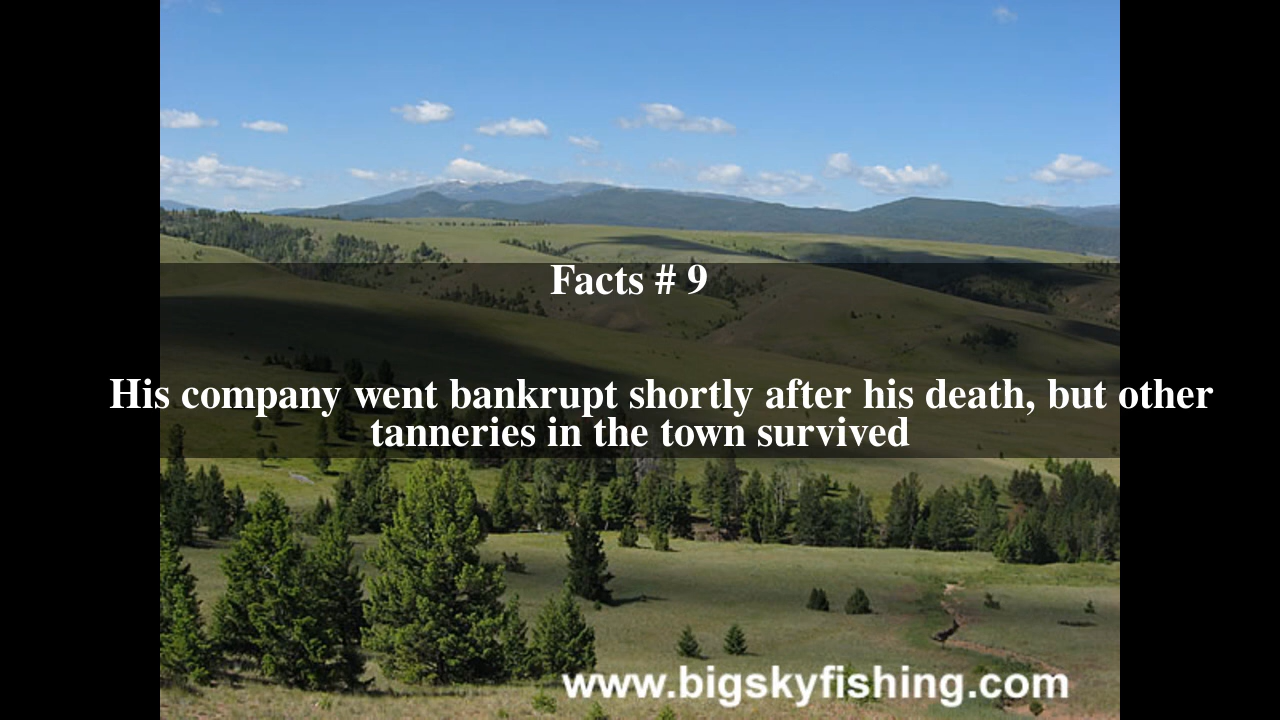 Facts # 9
His company went bankrupt shortly after his death, but other
tanneries in the town survived
www.bigskyfishing.com